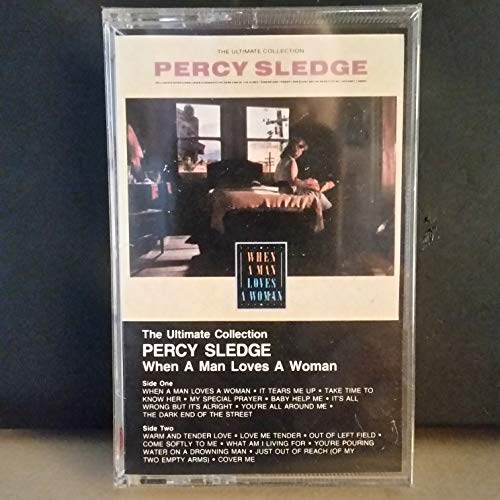 THE ULTIMATE COLLECTION
PERCY SLEDGE
WHEN
A MAN
LOVES
A WOMAN
The Ultimate Collection
PERCY SLEDGE
When A Man Loves A Woman
Side One
WHEN A MAN LOVES A WOMAN • IT TEARS ME UP • TAKE TIME TO
KNOW HER • MY SPECIAL PRAYER • BABY HELP ME • IT'S ALL
WRONG BUT IT'S ALRIGHT • YOU'RE ALL AROUND ME •
THE DARK END OF THE STREET
Side Two
WARM AND TENDER LOVE • LOVE ME TENDER • OUT OF LEFT FIELD •
COME SOFTLY TO ME • WHAT AM I LIVING FOR • YOU'RE POURING
WATER ON A DROWNING MAN • JUST OUT OF REACH (OF MY
TWO EMPTY ARMS) • COVER ME